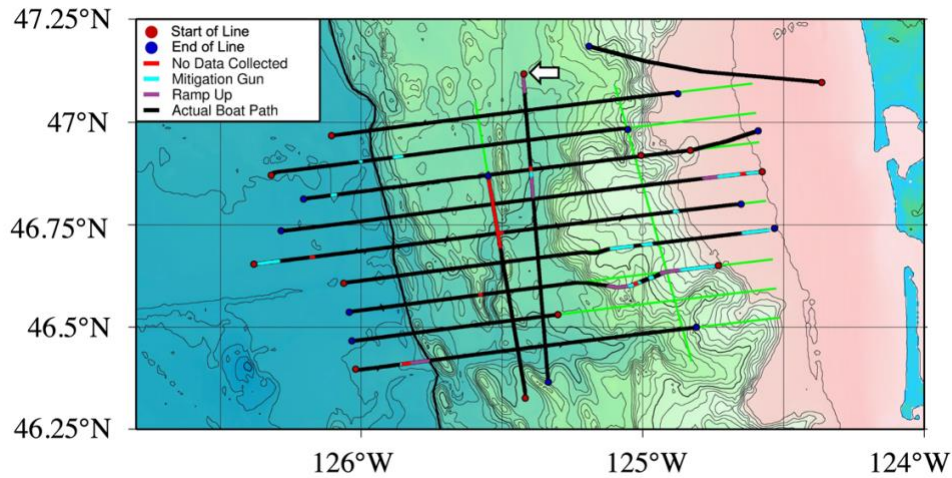 47.25°N
47°N
46.75°N
46.5°N
46.25°N
Start of Line
End of Line
No Data Collected
Mitigation Gun
Ramp Up
Actual Boat Path
126°W
125°W
124°W